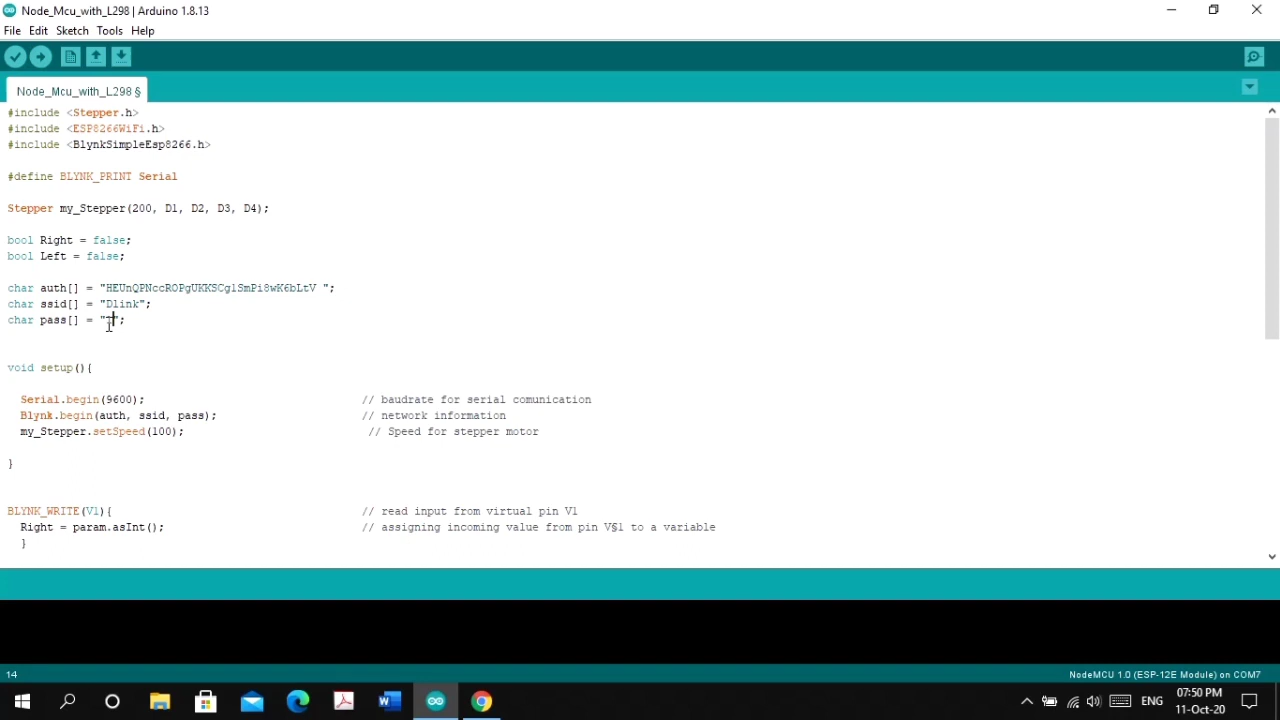 Node_Mcu_with_L298 | Arduino 1.8.13
File Edit Sketch Tools Help
Node_Mcu_with_L298 §
#include <Stepper.h>
#include <ESP8266WiFi.h>
#include <BlynkSimpleEsp8266.h>
#define BLYNK_PRINT Serial
Stepper my_Stepper(200, D1, D2, D3, D4);
bool Right = false;
bool Left = false;
char auth[] = "HEUnQPNccROPgUKKSCg1SmPi8wK6bLtV ";
char ssid[] = "Dlink";
char pass[] = "";
void setup(){
Serial.begin(9600); // baudrate for serial comunication
Blynk.begin(auth, ssid, pass); // network information
my_Stepper.setSpeed(100); // Speed for stepper motor
}
BLYNK_WRITE(V1){ // read input from virtual pin V1
Right = param.asInt(); // assigning incoming value from pin V§1 to a variable
}
14 NodeMCU 1.0 (ESP-12E Module) on COM7
ENG 07:50 PM
11-Oct-20